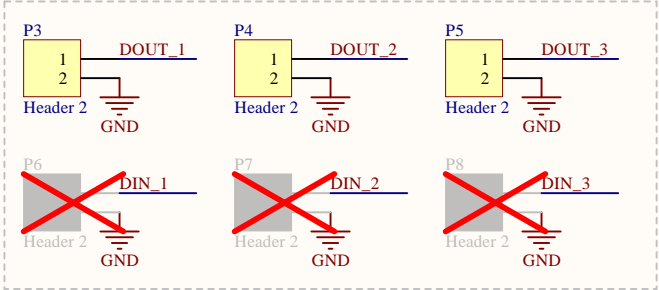 P3 P4 P5
1 DOUT_1 1 DOUT_2 1 DOUT_3
2 2 2
Header 2 Header 2 Header 2
GND GND GND
P6 P7 P8
DIN_1 DIN_2 DIN_3
Header 2 Header 2 Header 2
GND GND GND